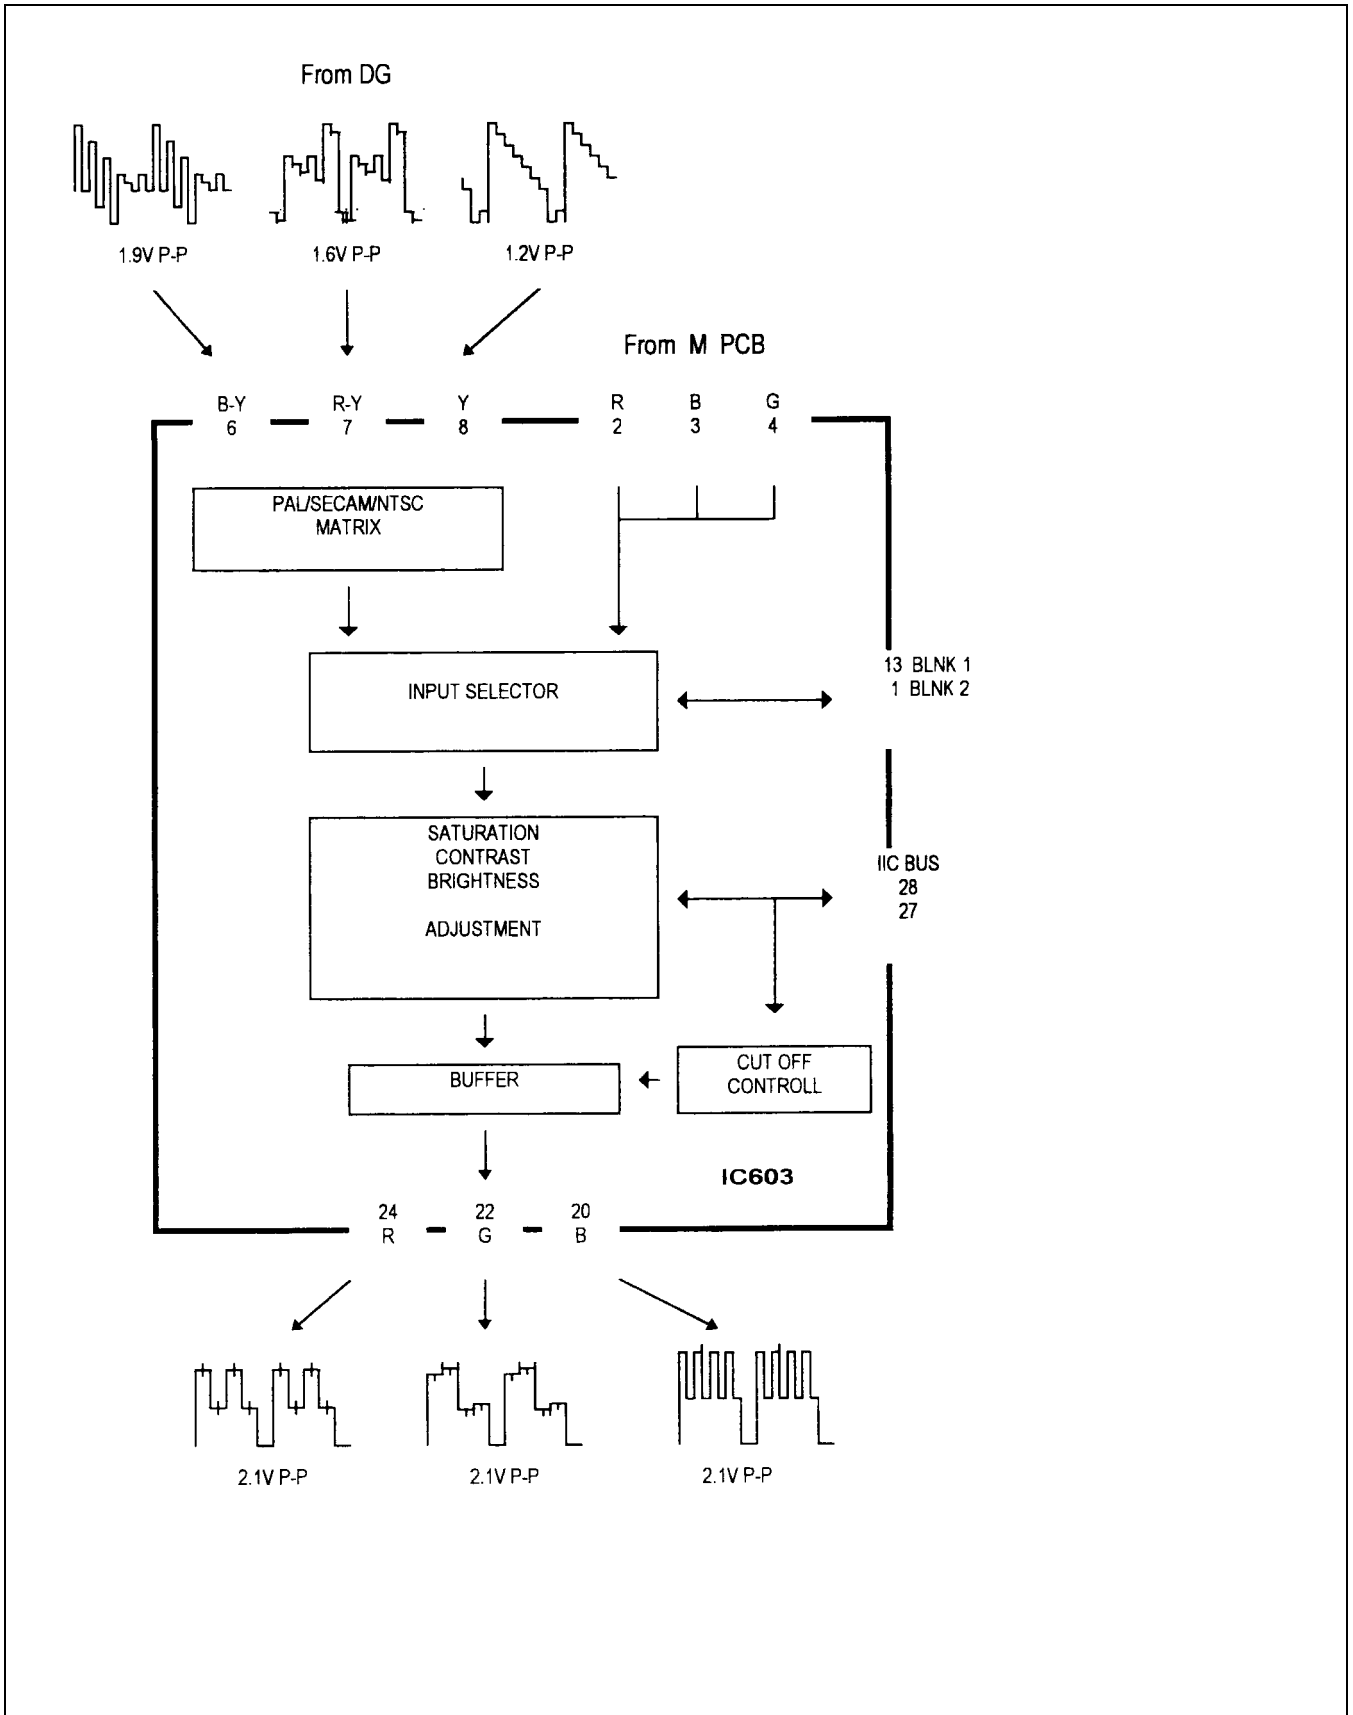 From DG
1.9V P-P
1.6V P-P
1.2V P-P
From M PCB
B-Y
6
R-Y
7
Y
8
R
2
B
3
G
4
PAL/SECAM/NTSC
MATRIX
INPUT SELECTOR
13 BLNK 1
1 BLNK 2
SATURATION
CONTRAST
BRIGHTNESS
ADJUSTMENT
IIC BUS
28
27
BUFFER
CUT OFF
CONTROLL
IC603
24
R
22
G
20
B
2.1V P-P
2.1V P-P
2.1V P-P